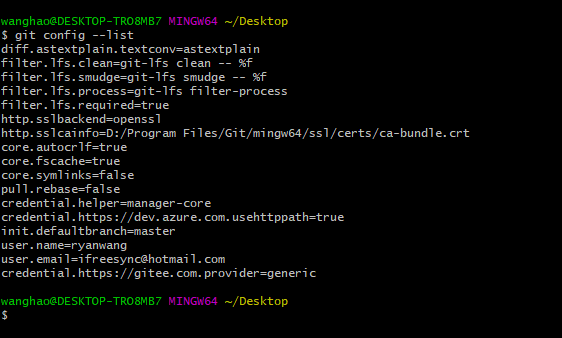 wanghao@DESKTOP-TRO8MB7 MINGW64 ~/Desktop
$ git config --list
diff.astextplain.textconv=astextplain
filter.lfs.clean=git-lfs clean -- %f
filter.lfs.smudge=git-lfs smudge -- %f
filter.lfs.process=git-lfs filter-process
filter.lfs.required=true
http.sslbackend=openssl
http.sslcainfo=D:/Program Files/Git/mingw64/ssl/certs/ca-bundle.crt
core.autocrlf=true
core.fscache=true
core.symlinks=false
pull.rebase=false
credential.helper=manager-core
credential.https://dev.azure.com.usehttppath=true
init.defaultbranch=master
user.name=ryanwang
user.email=ifreesync@hotmail.com
credential.https://gitee.com.provider=generic
wanghao@DESKTOP-TRO8MB7 MINGW64 ~/Desktop
$